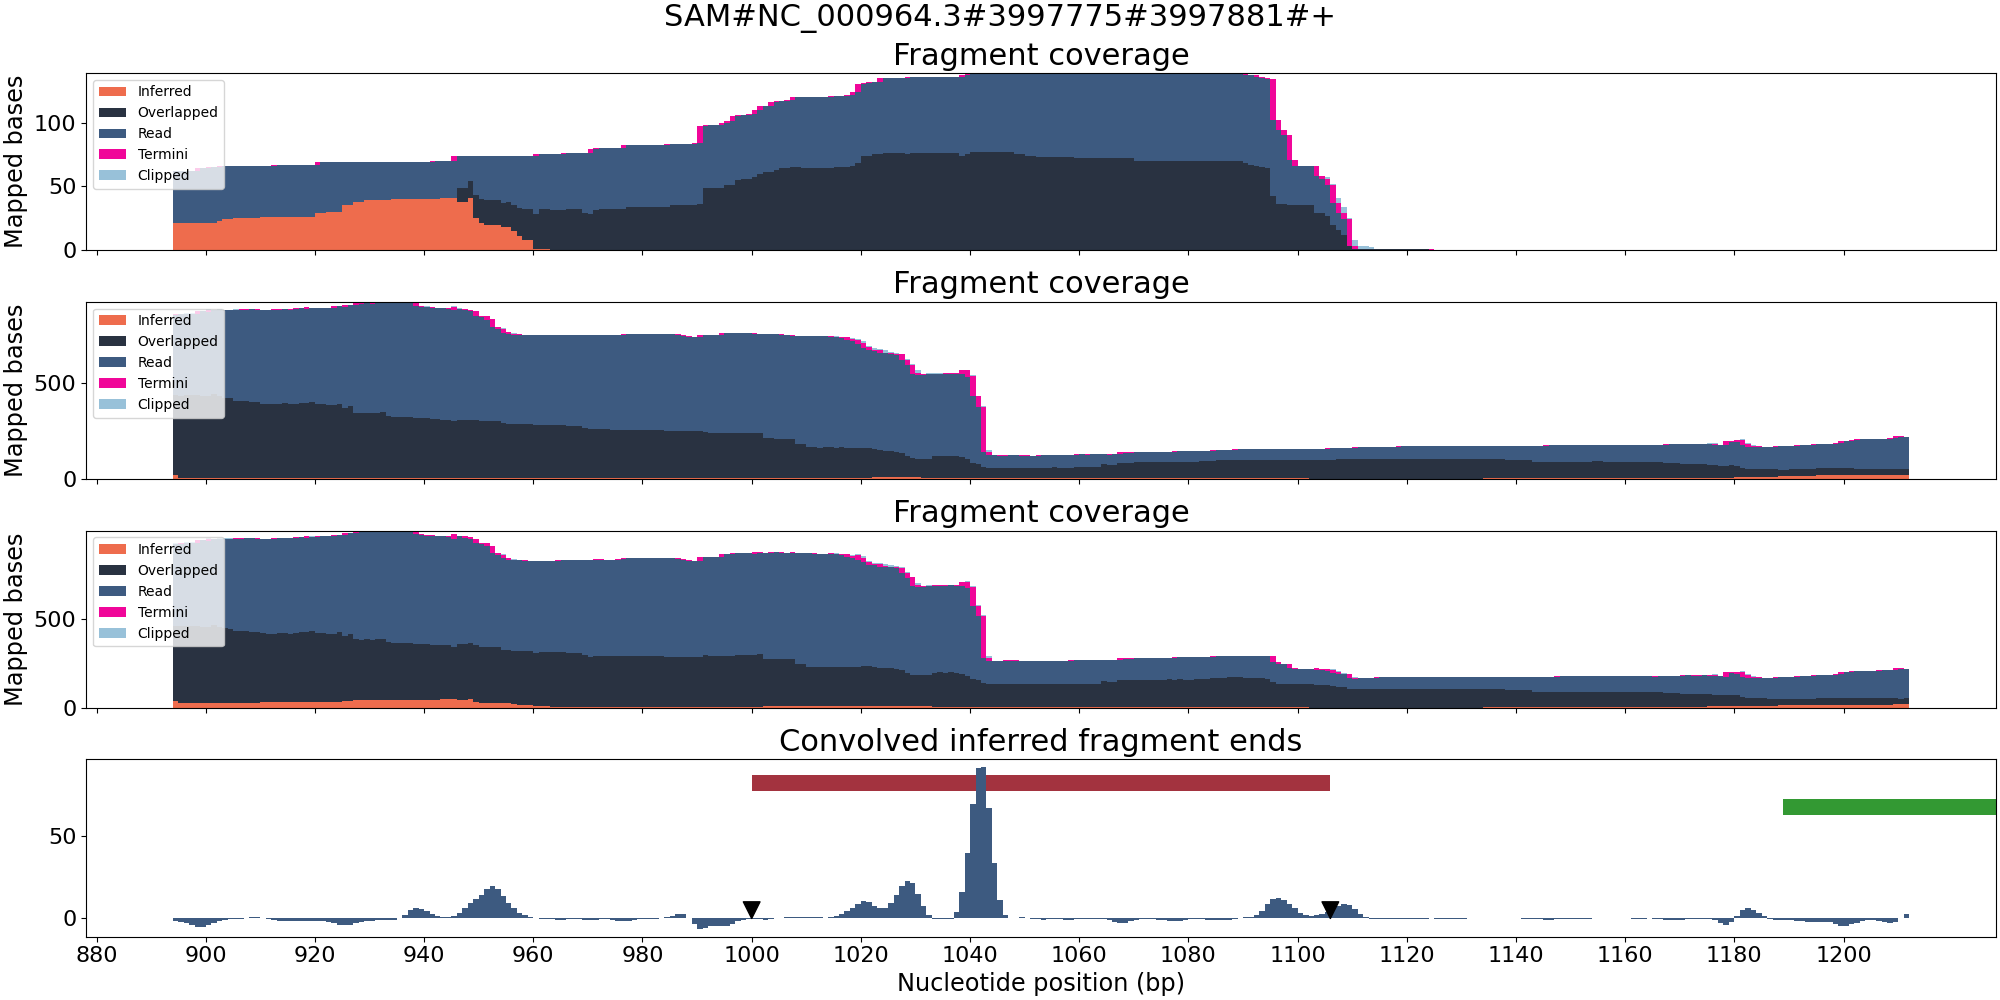 SAM#NC_000964.3#3997775#3997881#+
Fragment coverage
Mapped bases
100
50
0
Inferred
Overlapped
Read
Termini
Clipped
Fragment coverage
Mapped bases
500
0
Inferred
Overlapped
Read
Termini
Clipped
Fragment coverage
Mapped bases
500
0
Inferred
Overlapped
Read
Termini
Clipped
Convolved inferred fragment ends
50
0
880 900 920 940 960 980 1000 1020 1040 1060 1080 1100 1120 1140 1160 1180 1200
Nucleotide position (bp)